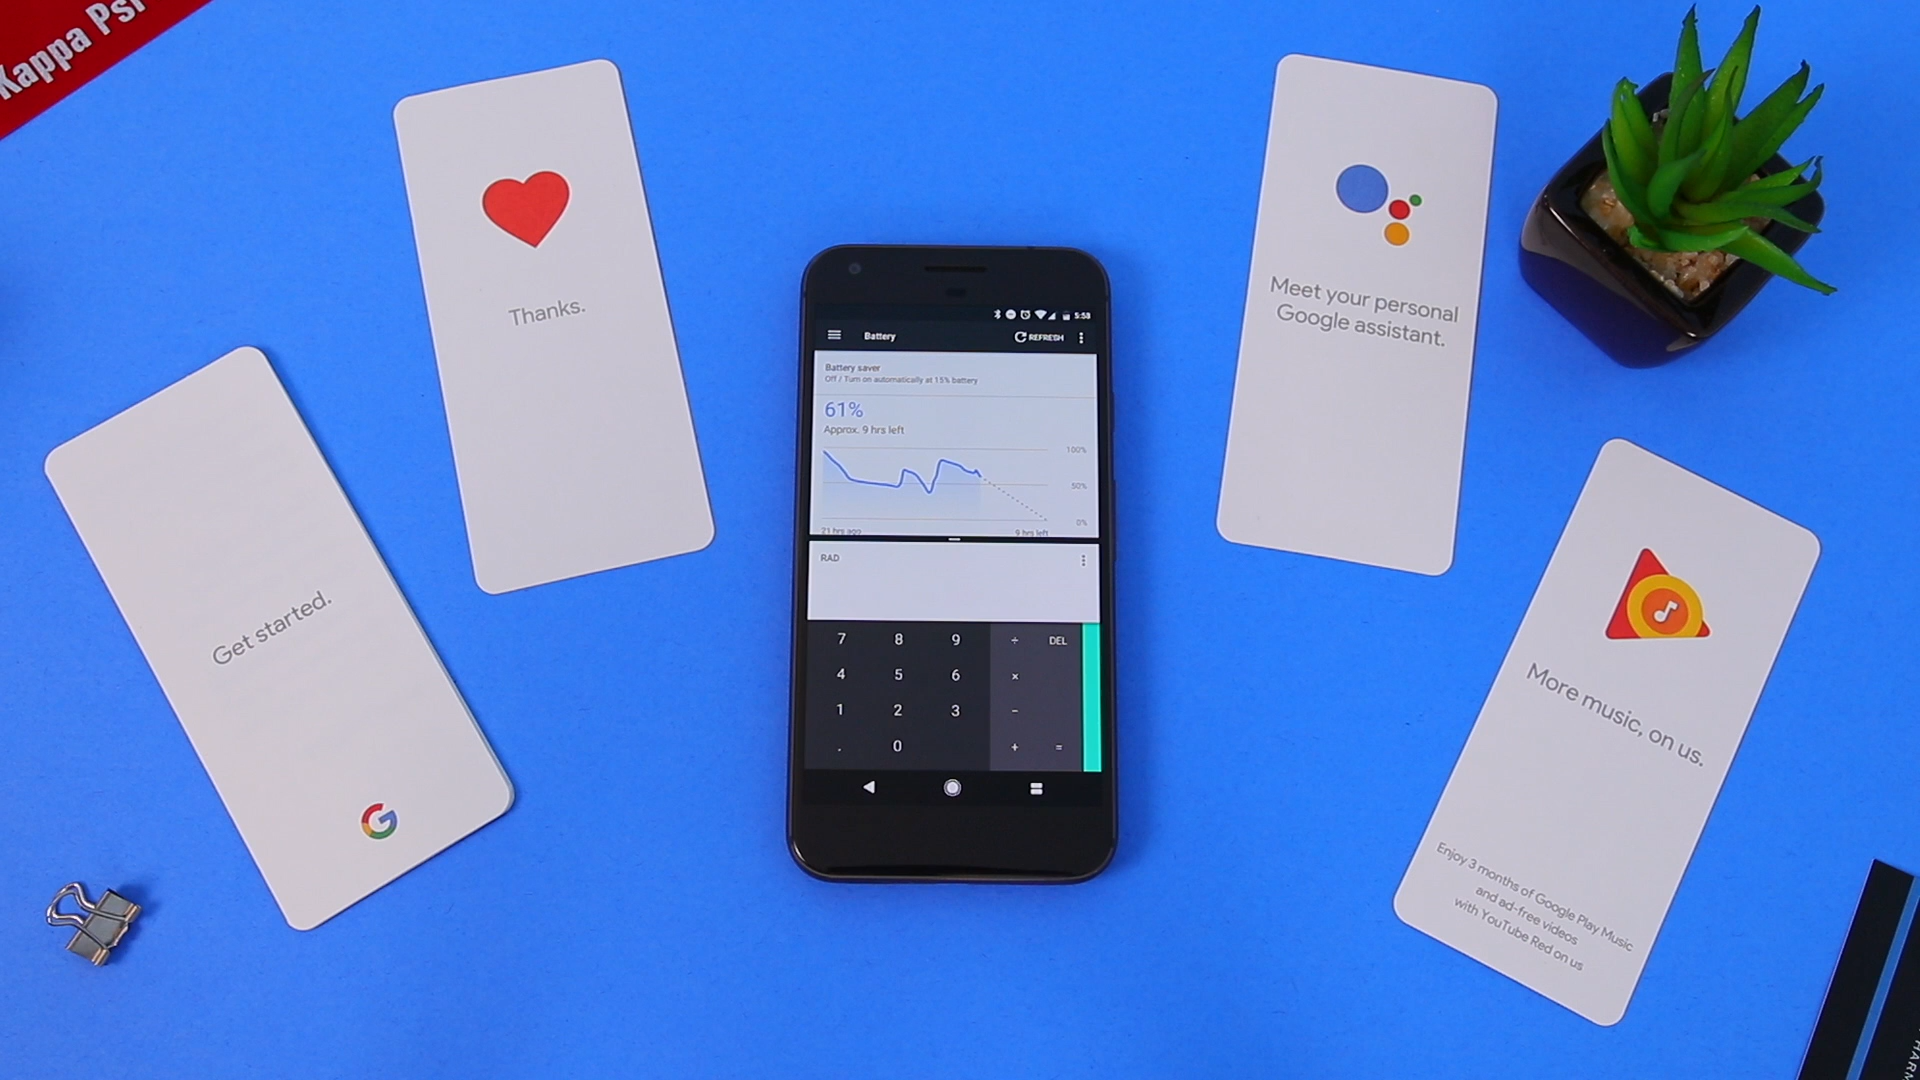 Kappa Psi
Thanks.
Get started.
G
5:58
Battery
REFRESH
Battery saver
Off / Turn on automatically at 15% battery
61%
Approx. 9 hrs left
100%
50%
0%
21 hrs ago
9 hrs left
RAD
7 8 9 ÷ DEL
4 5 6 ×
1 2 3 −
. 0 + =
Meet your personal
Google assistant.
More music, on us.
Enjoy 3 months of Google Play Music
and ad-free videos
with YouTube Red on us